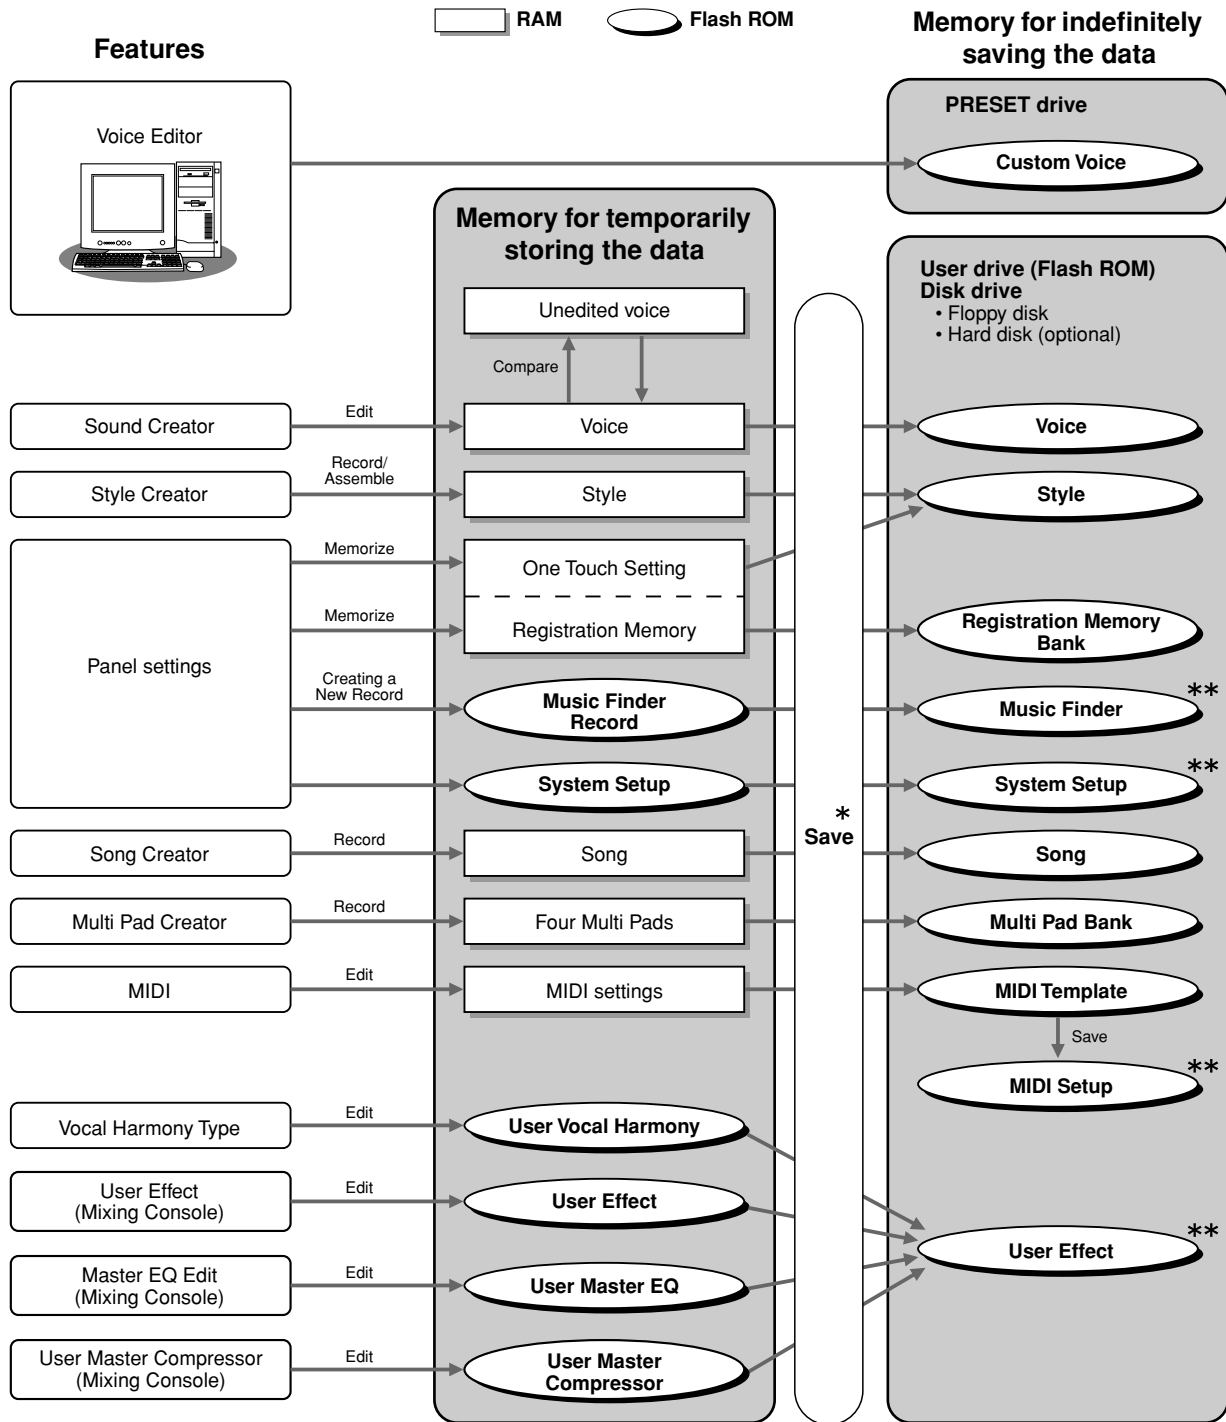 RAM
Flash ROM
Features
Memory for indefinitely
saving the data
PRESET drive
Voice Editor
Custom Voice
Memory for temporarily
storing the data
User drive (Flash ROM)
Disk drive
• Floppy disk
• Hard disk (optional)
Unedited voice
Compare
Sound Creator
Edit
Voice
Voice
Style Creator
Record/
Assemble
Style
Style
Panel settings
Memorize
One Touch Setting
Memorize
Registration Memory
Registration Memory
Bank
Creating a
New Record
Music Finder
Record
Music Finder
**
System Setup
System Setup
**
*
Save
Song Creator
Record
Song
Song
Multi Pad Creator
Record
Four Multi Pads
Multi Pad Bank
MIDI
Edit
MIDI settings
MIDI Template
Save
MIDI Setup
**
Vocal Harmony Type
Edit
User Vocal Harmony
User Effect
(Mixing Console)
Edit
User Effect
User Effect
**
Master EQ Edit
(Mixing Console)
Edit
User Master EQ
User Master Compressor
(Mixing Console)
Edit
User Master
Compressor